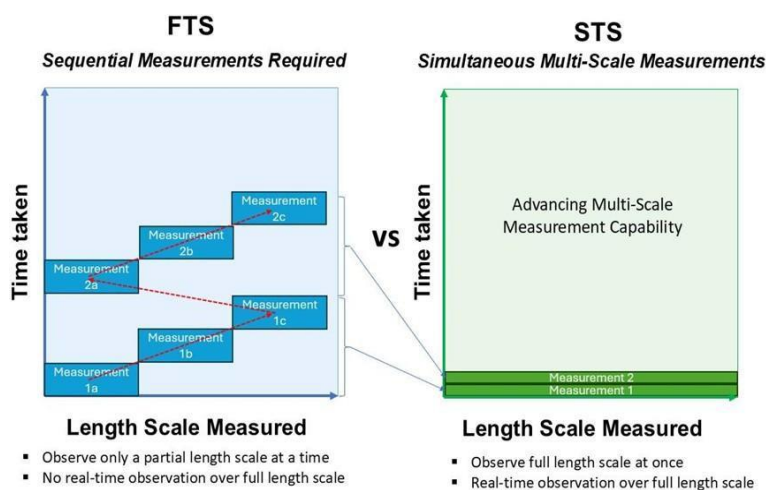 FTS
Sequential Measurements Required
Time taken
Measurement
2c
Measurement
2b
Measurement
2a
Measurement
1c
Measurement
1b
Measurement
1a
Length Scale Measured
▪ Observe only a partial length scale at a time
▪ No real-time observation over full length scale
VS
STS
Simultaneous Multi-Scale Measurements
Time taken
Advancing Multi-Scale
Measurement Capability
Measurement 2
Measurement 1
Length Scale Measured
▪ Observe full length scale at once
▪ Real-time observation over full length scale